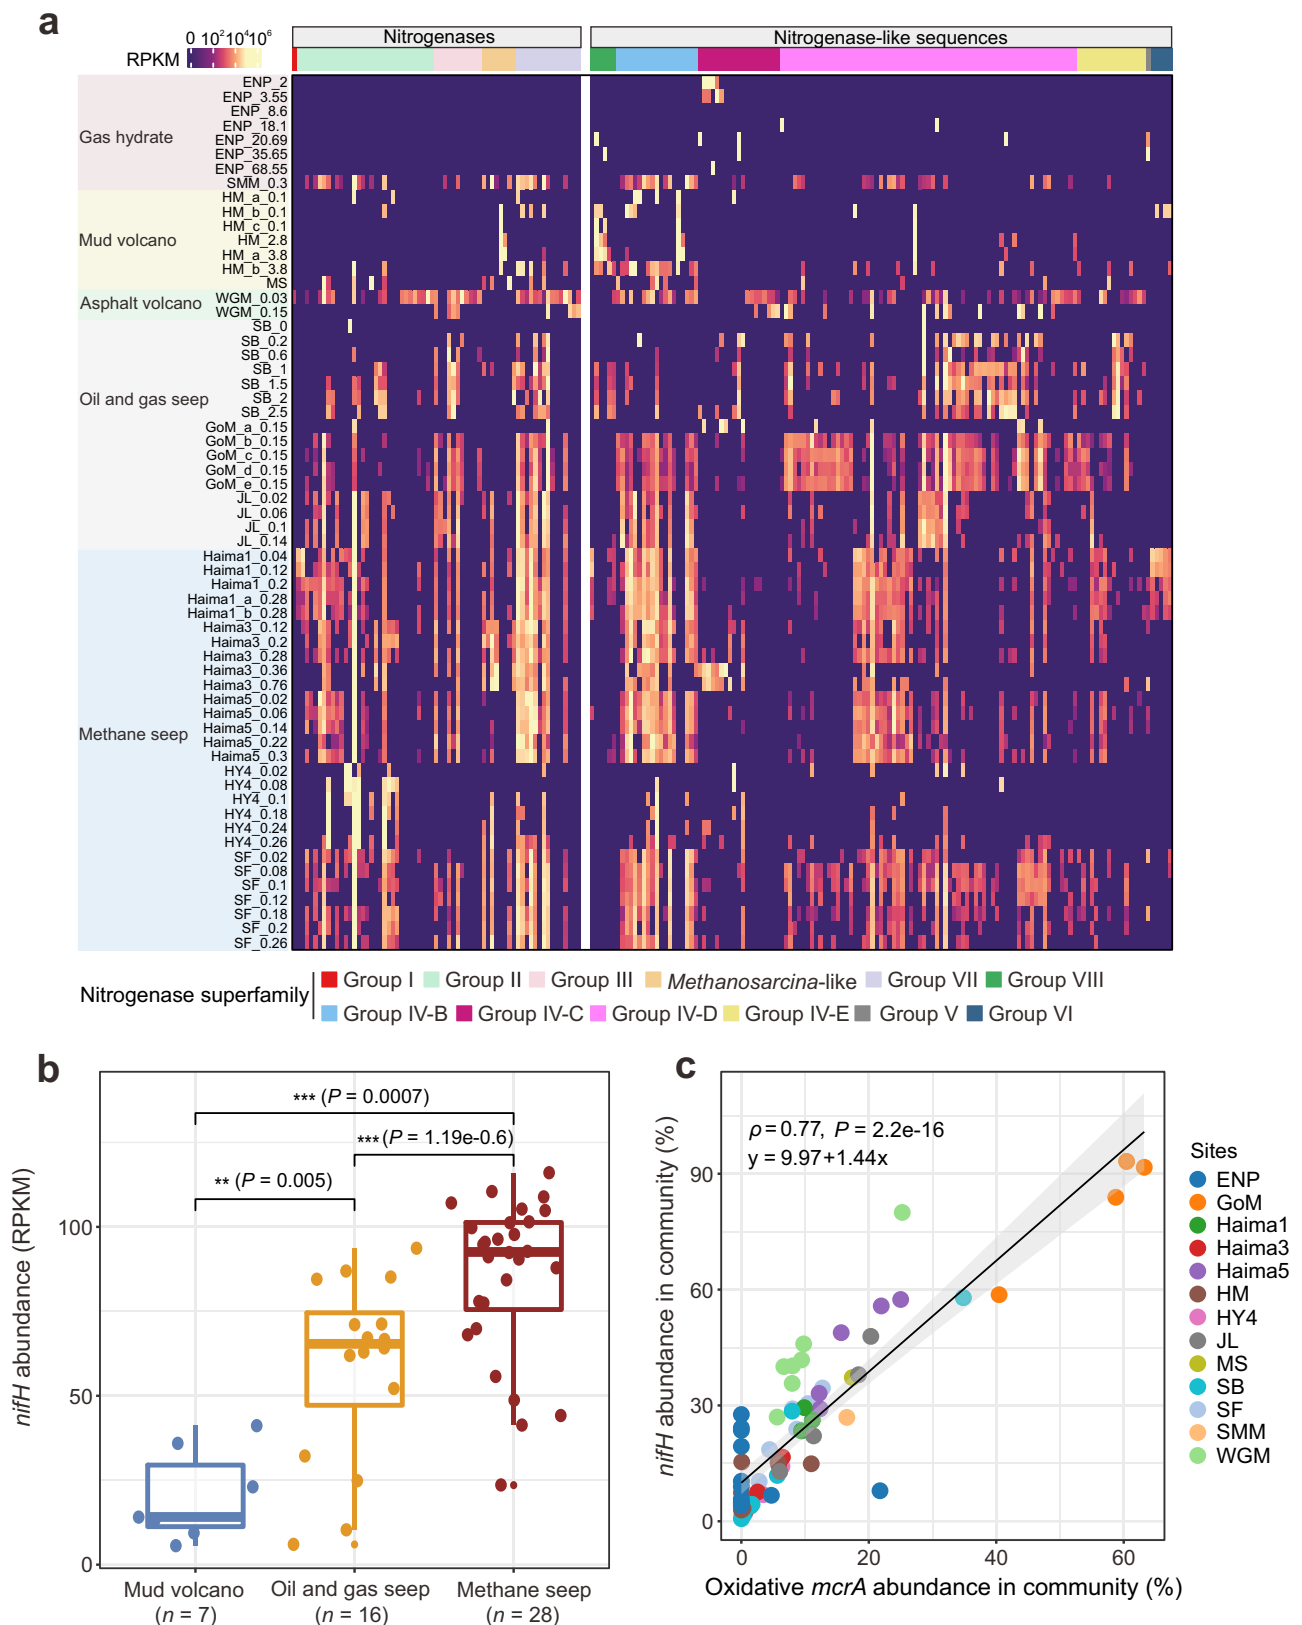 a
Nitrogenases
Nitrogenase-like sequences
0 10² 10⁴ 10⁶
RPKM
Gas hydrate
ENP_2
ENP_3.55
ENP_8.6
ENP_18.1
ENP_20.69
ENP_35.65
ENP_68.55
SMM_0.3
Mud volcano
HM_a_0.1
HM_b_0.1
HM_c_0.1
HM_2.8
HM_a_3.8
HM_b_3.8
MS
Asphalt volcano
WGM_0.03
WGM_0.15
Oil and gas seep
SB_0
SB_0.2
SB_0.6
SB_1
SB_1.5
SB_2
SB_2.5
GoM_a_0.15
GoM_b_0.15
GoM_c_0.15
GoM_d_0.15
GoM_e_0.15
JL_0.02
JL_0.06
JL_0.1
JL_0.14
Methane seep
Haima1_0.04
Haima1_0.12
Haima1_0.2
Haima1_a_0.28
Haima1_b_0.28
Haima3_0.12
Haima3_0.2
Haima3_0.28
Haima3_0.36
Haima3_0.76
Haima5_0.02
Haima5_0.06
Haima5_0.14
Haima5_0.22
Haima5_0.3
HY4_0.02
HY4_0.08
HY4_0.1
HY4_0.18
HY4_0.24
HY4_0.26
SF_0.02
SF_0.08
SF_0.1
SF_0.12
SF_0.18
SF_0.2
SF_0.26
Nitrogenase superfamily
Group I Group II Group III Methanosarcina-like Group VII Group VIII
Group IV-B Group IV-C Group IV-D Group IV-E Group V Group VI
b
nifH abundance (RPKM)
100
50
0
*** (P = 0.0007)
*** (P = 1.19e-0.6)
** (P = 0.005)
Mud volcano Oil and gas seep Methane seep
(n = 7) (n = 16) (n = 28)
c
nifH abundance in community (%)
90
60
30
0
ρ = 0.77, P = 2.2e-16
y = 9.97+1.44x
0 20 40 60
Oxidative mcrA abundance in community (%)
Sites
ENP
GoM
Haima1
Haima3
Haima5
HM
HY4
JL
MS
SB
SF
SMM
WGM